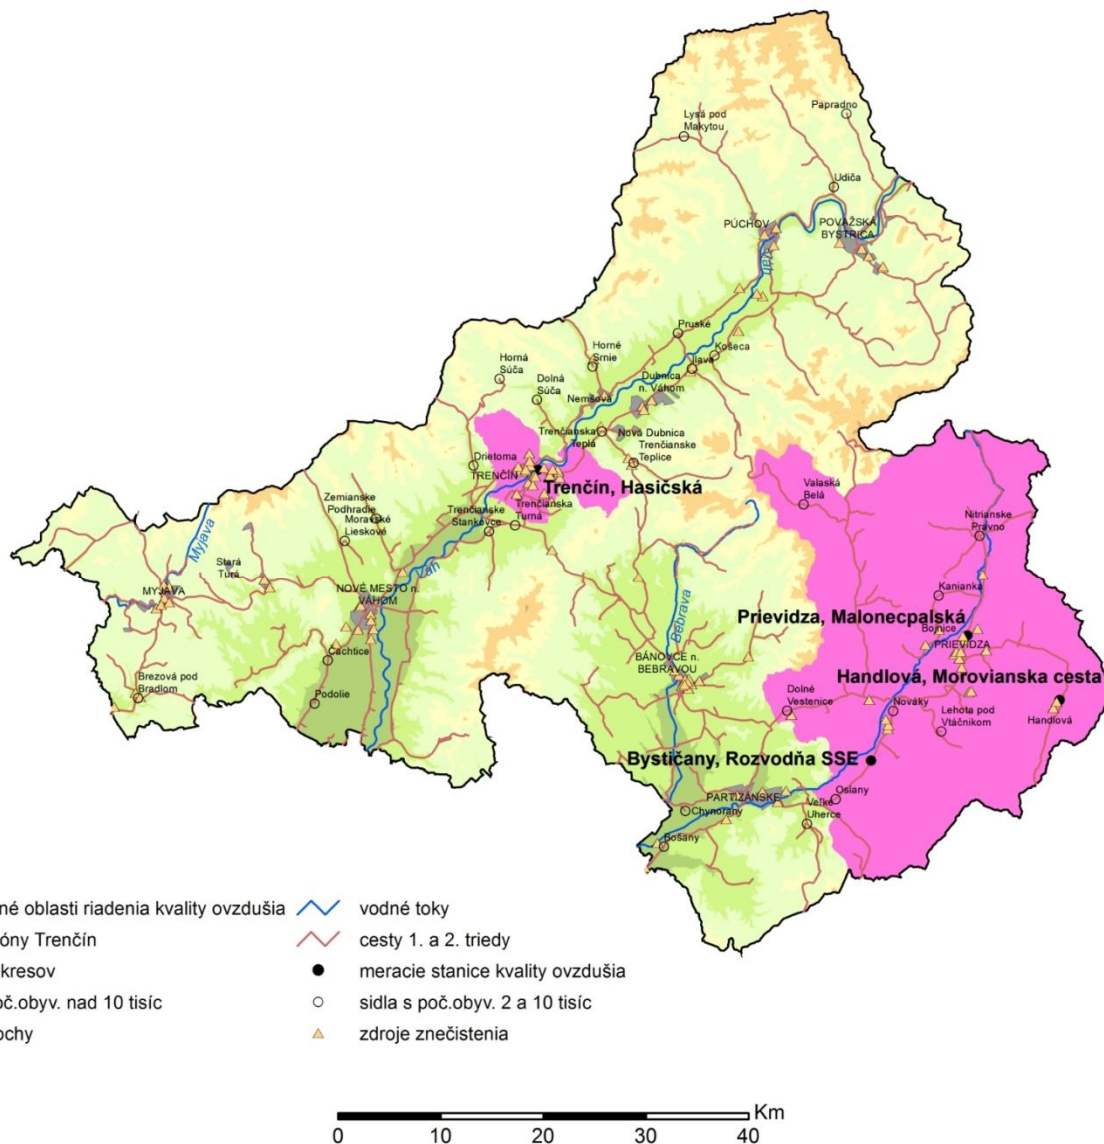 Papradno
Lysá pod
Makytou
Udiča
PÚCHOV
POVAŽSKÁ
BYSTRICA
Váh
Pruské
Košeca
Horné
Srnie
Ilava
Horná
Súča
Dolná
Súča
Dubnica
n. Váhom
Nemšová
Trenčianska
Teplá
Nová Dubnica
Trenčianske
Teplice
Drietoma
TRENČÍN
Trenčín, Hasičská
Valaská
Belá
Zemianske
Podhradie
Moravské
Lieskové
Trenčianske
Stankovce
Trenčianska
Turná
Nitrianske
Pravno
Myjava
Váh
Stará
Turá
MYJAVA
NOVÉ MESTO n.
VÁHOM
Bebrava
Kanianka
Prievidza, Malonecpalská
Bojnice
PRIEVIDZA
Čachtice
BÁNOVCE n.
BEBRAVOU
Handlová, Morovianska cesta
Brezová pod
Bradlom
Podolie
Dolné
Vestenice
Nováky
Lehota pod
Vtáčnikom
Handlová
Bystičany, Rozvodňa SSE
PARTIZÁNSKE
Oslany
Chynorany
Veľké
Uherce
Bošany
né oblasti riadenia kvality ovzdušia
vodné toky
óny Trenčín
cesty 1. a 2. triedy
kresov
meracie stanice kvality ovzdušia
oč.obyv. nad 10 tisíc
sidla s poč.obyv. 2 a 10 tisíc
ochy
zdroje znečistenia
Km
0 10 20 30 40